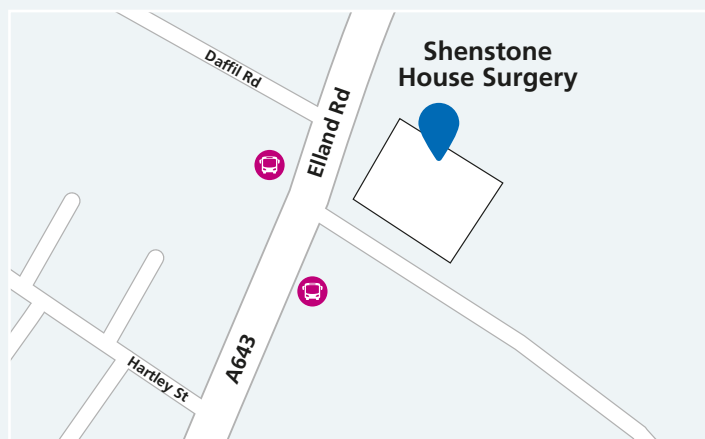 Shenstone
House Surgery
Daffil Rd
Elland Rd
A643
Hartley St